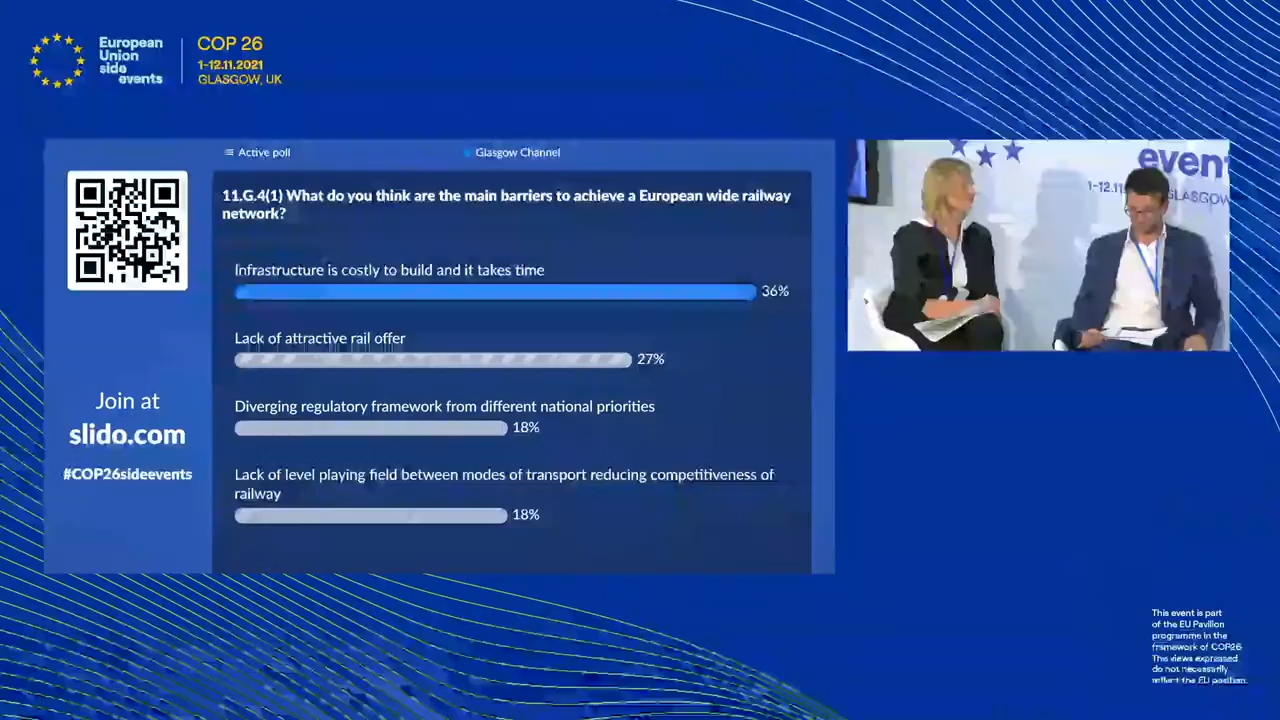 European
Union
side
events
COP 26
1-12.11.2021
GLASGOW, UK
Active poll
Glasgow Channel
11.G.4(1) What do you think are the main barriers to achieve a European wide railway
network?
Infrastructure is costly to build and it takes time
36%
Lack of attractive rail offer
27%
Diverging regulatory framework from different national priorities
18%
Lack of level playing field between modes of transport reducing competitiveness of
railway
18%
Join at
slido.com
#COP26sideevents
event
1-12.11
GLASGOW
This event is part
of the EU Pavilion
programme in the
framework of COP26
The views expressed
do not necessarily
reflect the EU position.